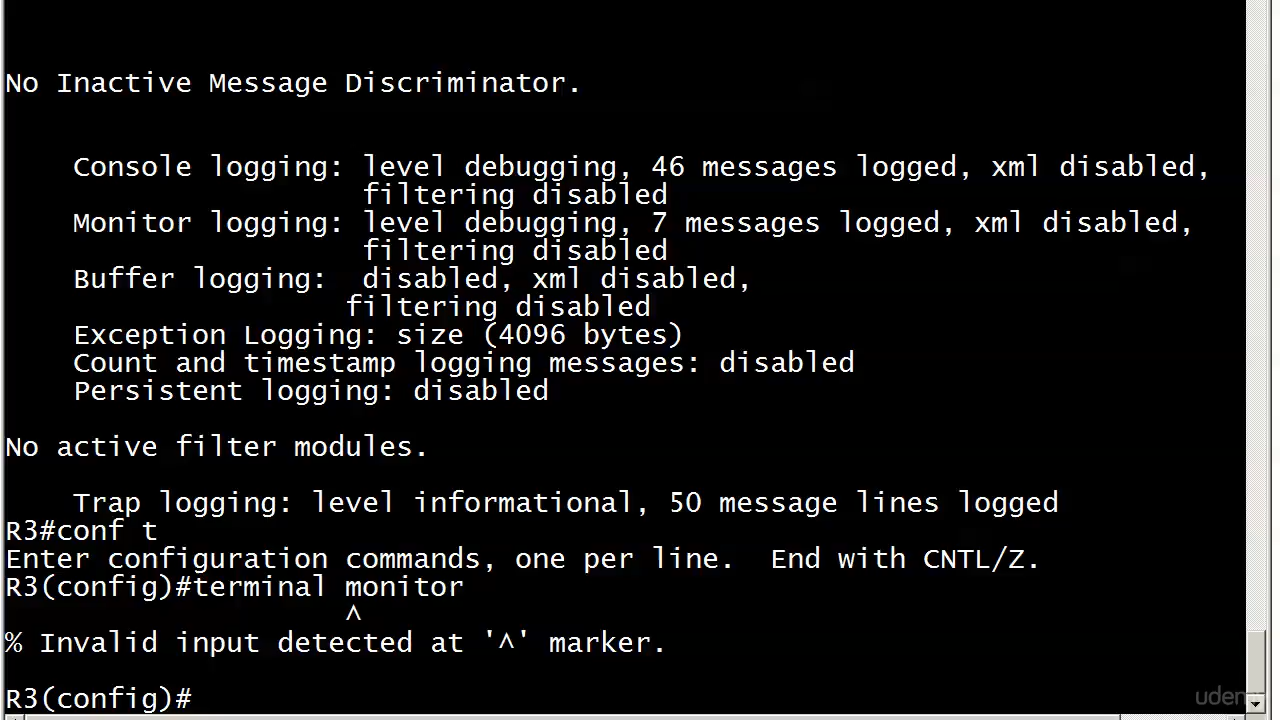 No Inactive Message Discriminator.
Console logging: level debugging, 46 messages logged, xml disabled,
filtering disabled
Monitor logging: level debugging, 7 messages logged, xml disabled,
filtering disabled
Buffer logging:  disabled, xml disabled,
filtering disabled
Exception Logging: size (4096 bytes)
Count and timestamp logging messages: disabled
Persistent logging: disabled
No active filter modules.
Trap logging: level informational, 50 message lines logged
R3#conf t
Enter configuration commands, one per line.  End with CNTL/Z.
R3(config)#terminal monitor
^
% Invalid input detected at '^' marker.
R3(config)#